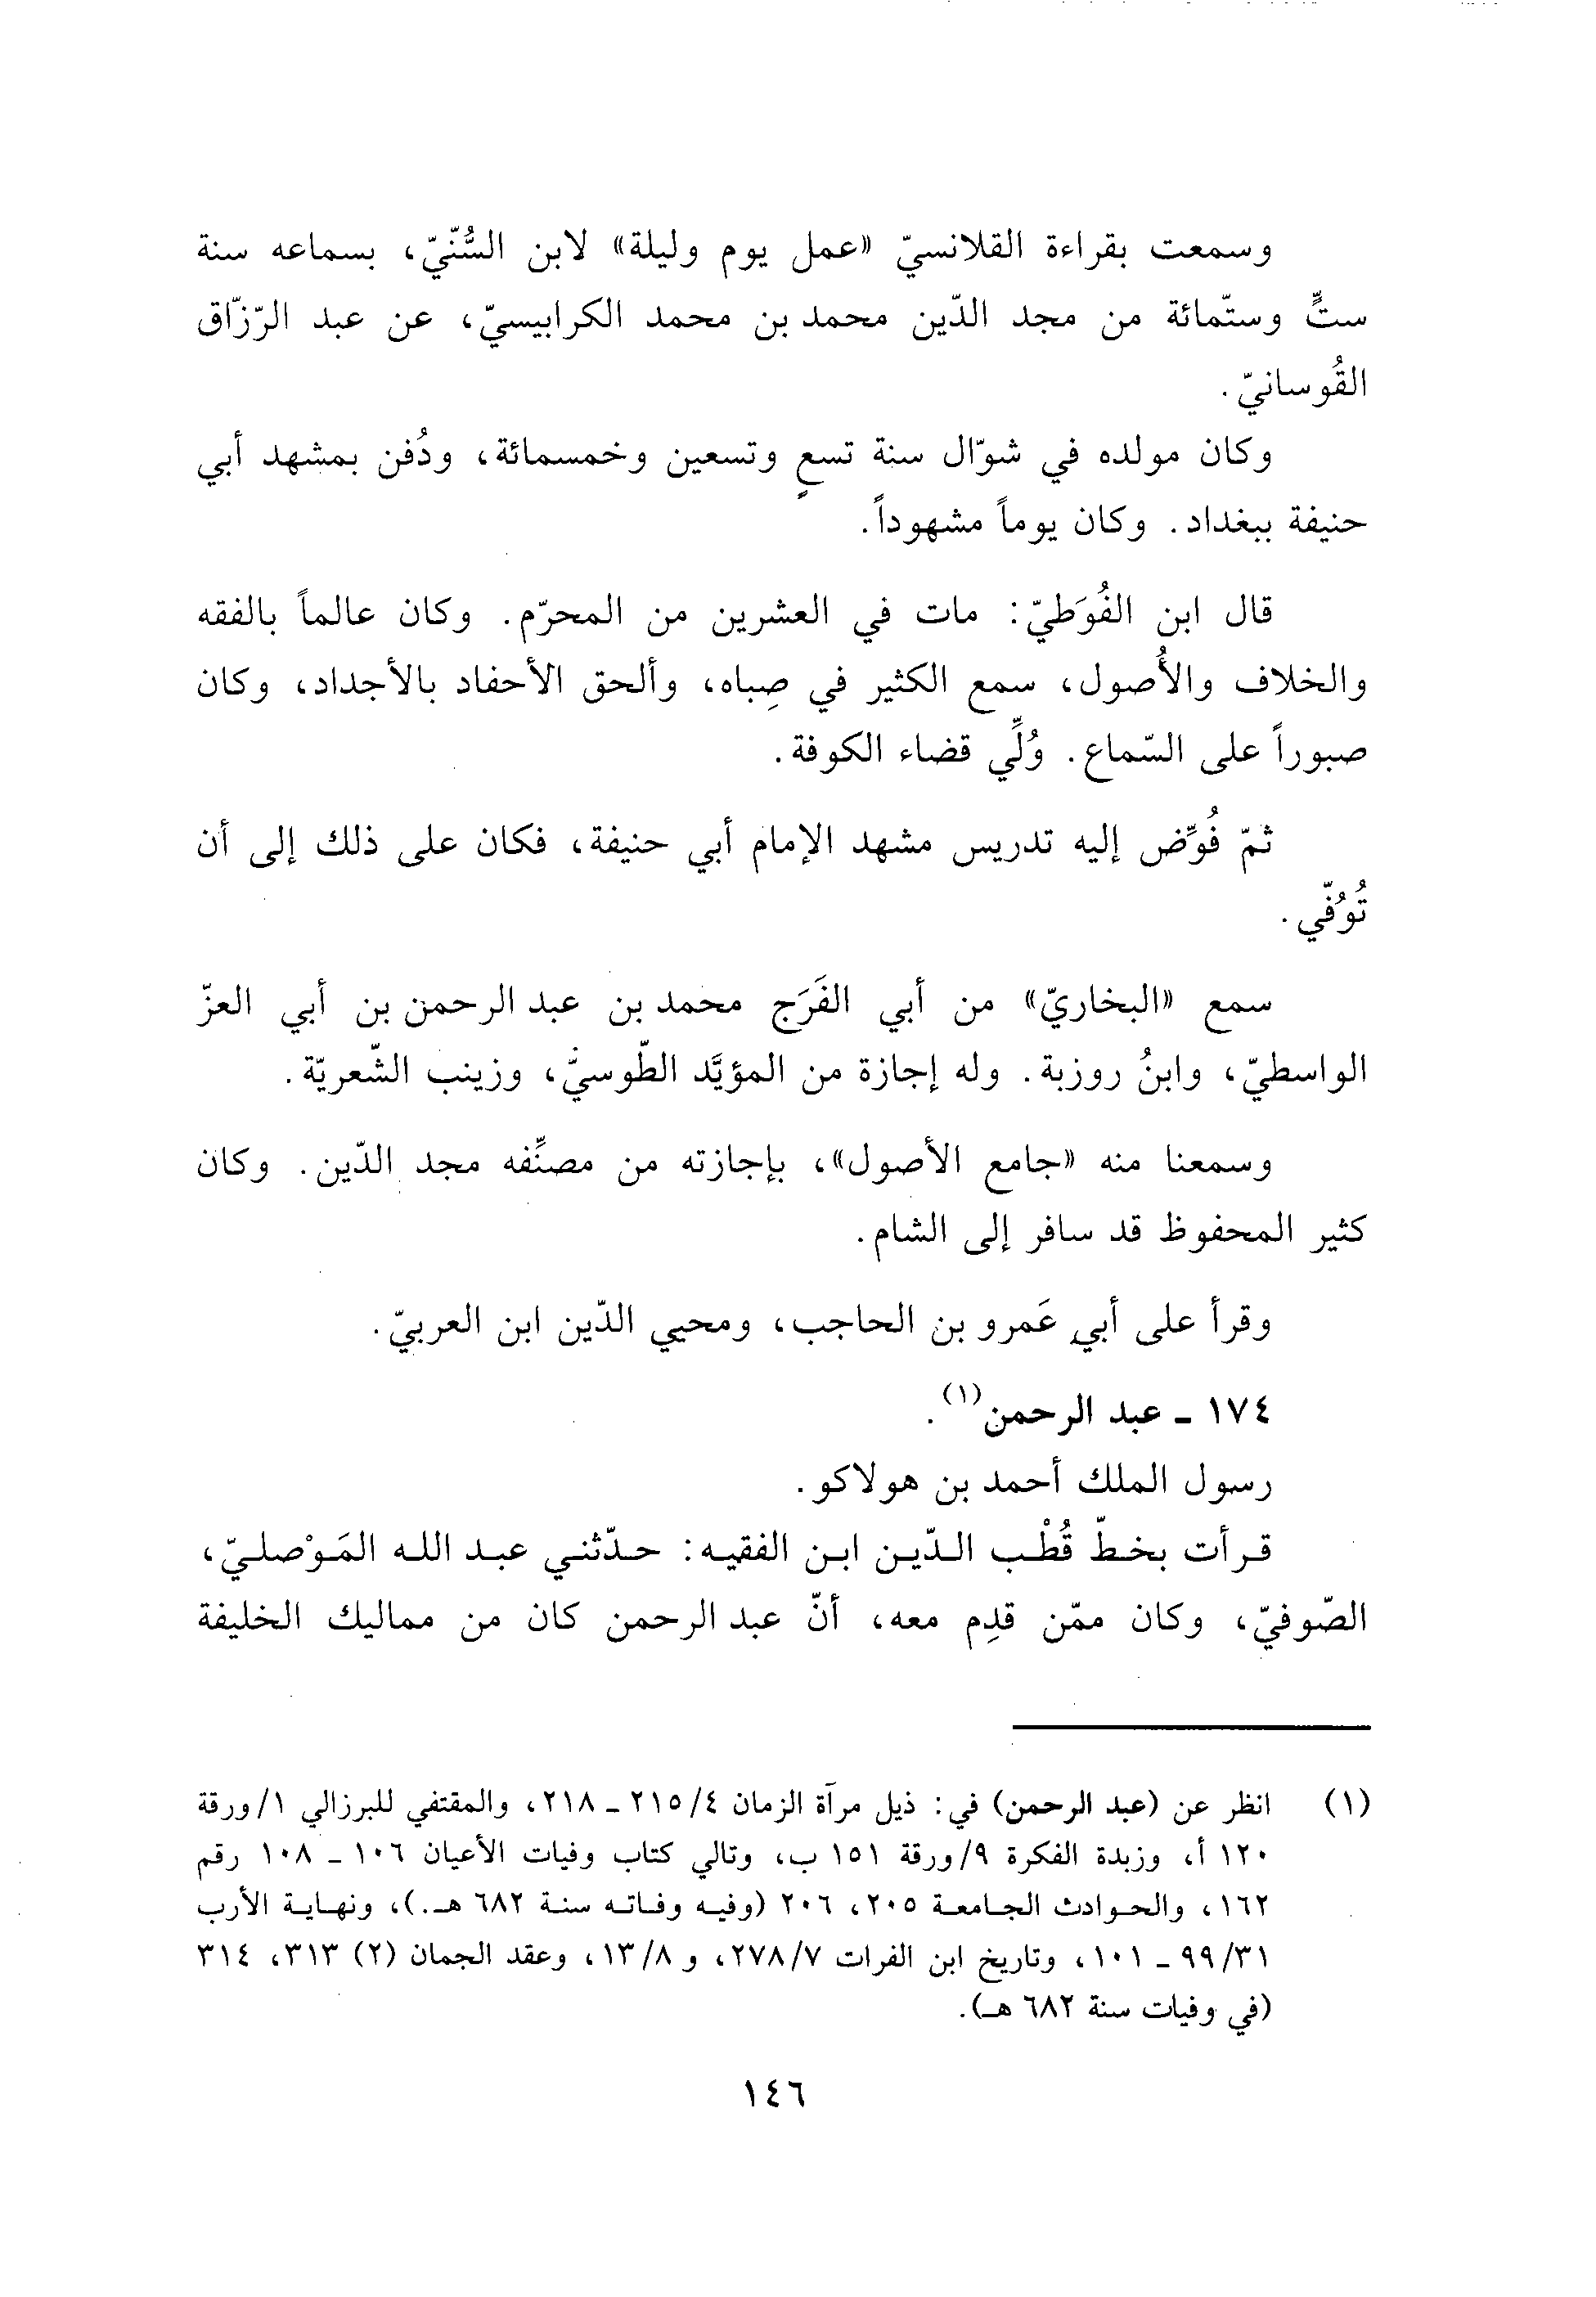 وسمعت بقراءة القلانسيّ «عمل يوم وليلة» لابن السُّنّيّ، بسماعه سنة
ستٍّ وستّمائة من مجد الدّين محمد بن محمد الكرابيسيّ، عن عبد الرّزّاق
القُوسانيّ.
وكان مولده في شوّال سنة تسعٍ وتسعين وخمسمائة، ودُفن بمشهد أبي
حنيفة ببغداد. وكان يوماً مشهوداً.
قال ابن الفُوَطيّ: مات في العشرين من المحرّم. وكان عالماً بالفقه
والخلاف والأُصول، سمع الكثير في صِباه، وألحق الأحفاد بالأجداد، وكان
صبوراً على السّماع. وُلِّي قضاء الكوفة.
ثمّ فُوِّض إليه تدريس مشهد الإمام أبي حنيفة، فكان على ذلك إلى أن
تُوُفّي.
سمع «البخاريّ» من أبي الفَرَج محمد بن عبد الرحمن بن أبي العزّ
الواسطيّ، وابنُ روزبة. وله إجازة من المؤيَّد الطّوسيّ، وزينب الشّعريّة.
وسمعنا منه «جامع الأصول»، بإجازته من مصنِّفه مجد الدّين. وكان
كثير المحفوظ قد سافر إلى الشام.
وقرأ على أبي عَمرو بن الحاجب، ومحيي الدّين ابن العربيّ.
١٧٤ ـ عبد الرحمن(١).
رسول الملك أحمد بن هولاكو.
قرأت بخطّ قُطْب الدّين ابن الفقيه: حدّثني عبد الله المَوْصليّ،
الصّوفيّ، وكان ممّن قدِم معه، أنّ عبد الرحمن كان من مماليك الخليفة
(١) انظر عن (عبد الرحمن) في: ذيل مرآة الزمان ٢١٥/٤ ـ ٢١٨، والمقتفي للبرزالي ١/ورقة
١٢٠ أ، وزبدة الفكرة ٩/ورقة ١٥١ ب، وتالي كتاب وفيات الأعيان ١٠٦ ـ ١٠٨ رقم
١٦٢، والحوادث الجامعة ٢٠٥، ٢٠٦ (وفيه وفاته سنة ٦٨٢ هـ.)، ونهاية الأرب
٩٩/٣١ ـ ١٠١، وتاريخ ابن الفرات ٢٧٨/٧، و ١٣/٨، وعقد الجمان (٢) ٣١٣، ٣١٤
(في وفيات سنة ٦٨٢ هـ).
١٤٦